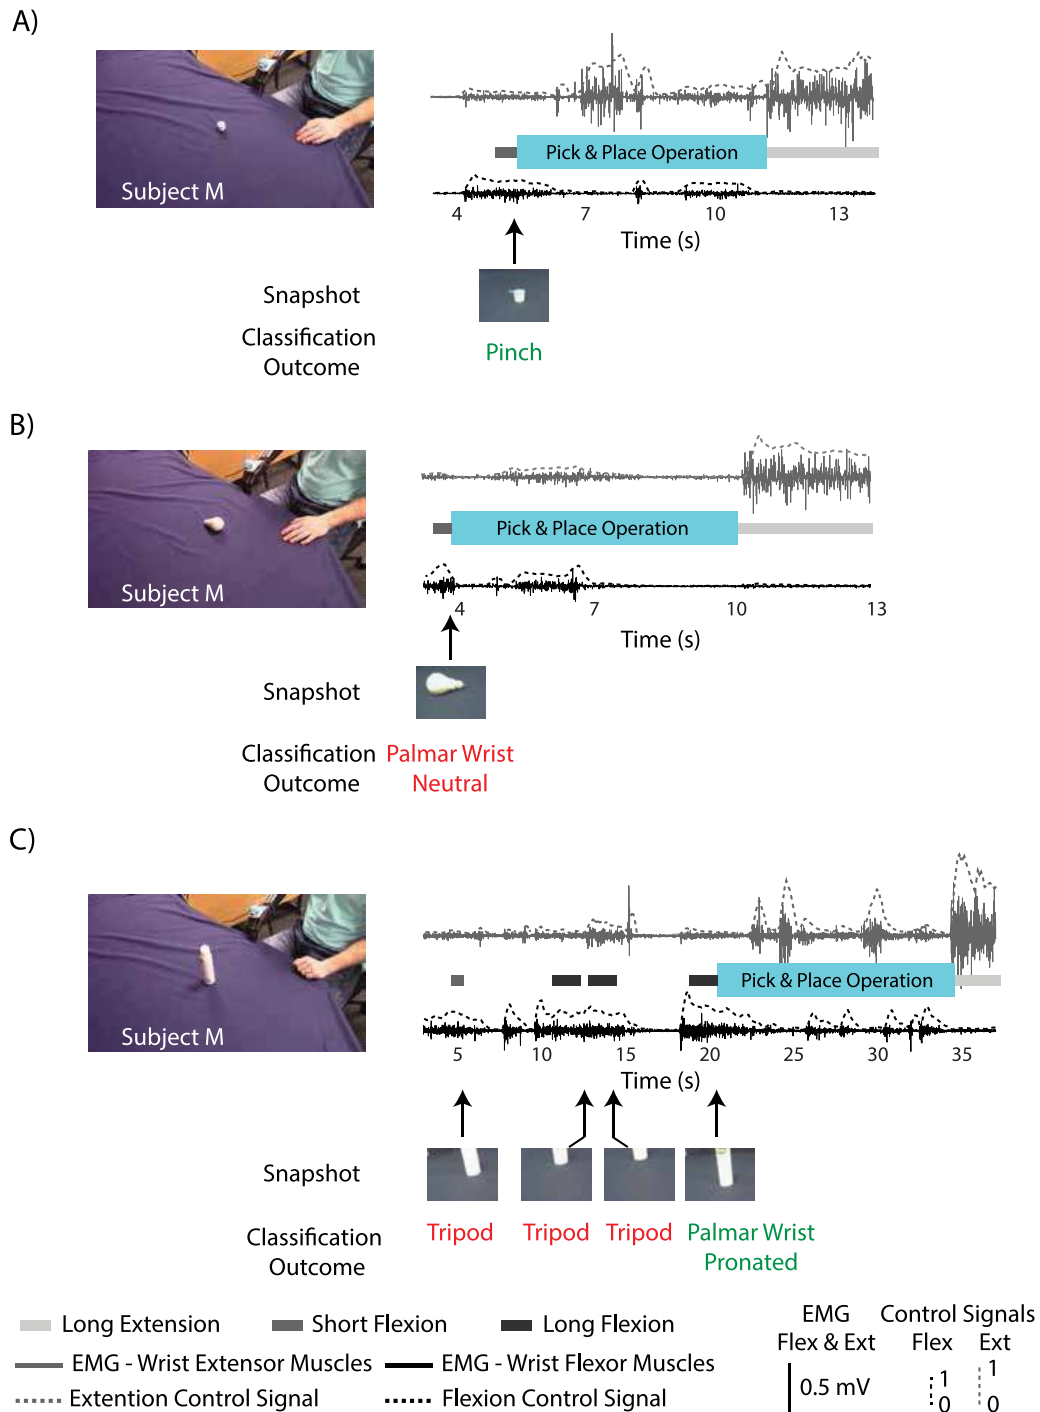 A)
Subject M
Pick & Place Operation
4 7 10 13
Time (s)
Snapshot
Classification
Outcome
Pinch
B)
Subject M
Pick & Place Operation
4 7 10 13
Time (s)
Snapshot
Classification
Outcome
Palmar Wrist
Neutral
C)
Subject M
Pick & Place Operation
5 10 15 20 25 30 35
Time (s)
Snapshot
Classification
Outcome
Tripod Tripod Tripod Palmar Wrist
Pronated
Long Extension Short Flexion Long Flexion
EMG - Wrist Extensor Muscles EMG - Wrist Flexor Muscles
Extention Control Signal Flexion Control Signal
EMG Control Signals
Flex & Ext Flex Ext
0.5 mV 1 0 1 0